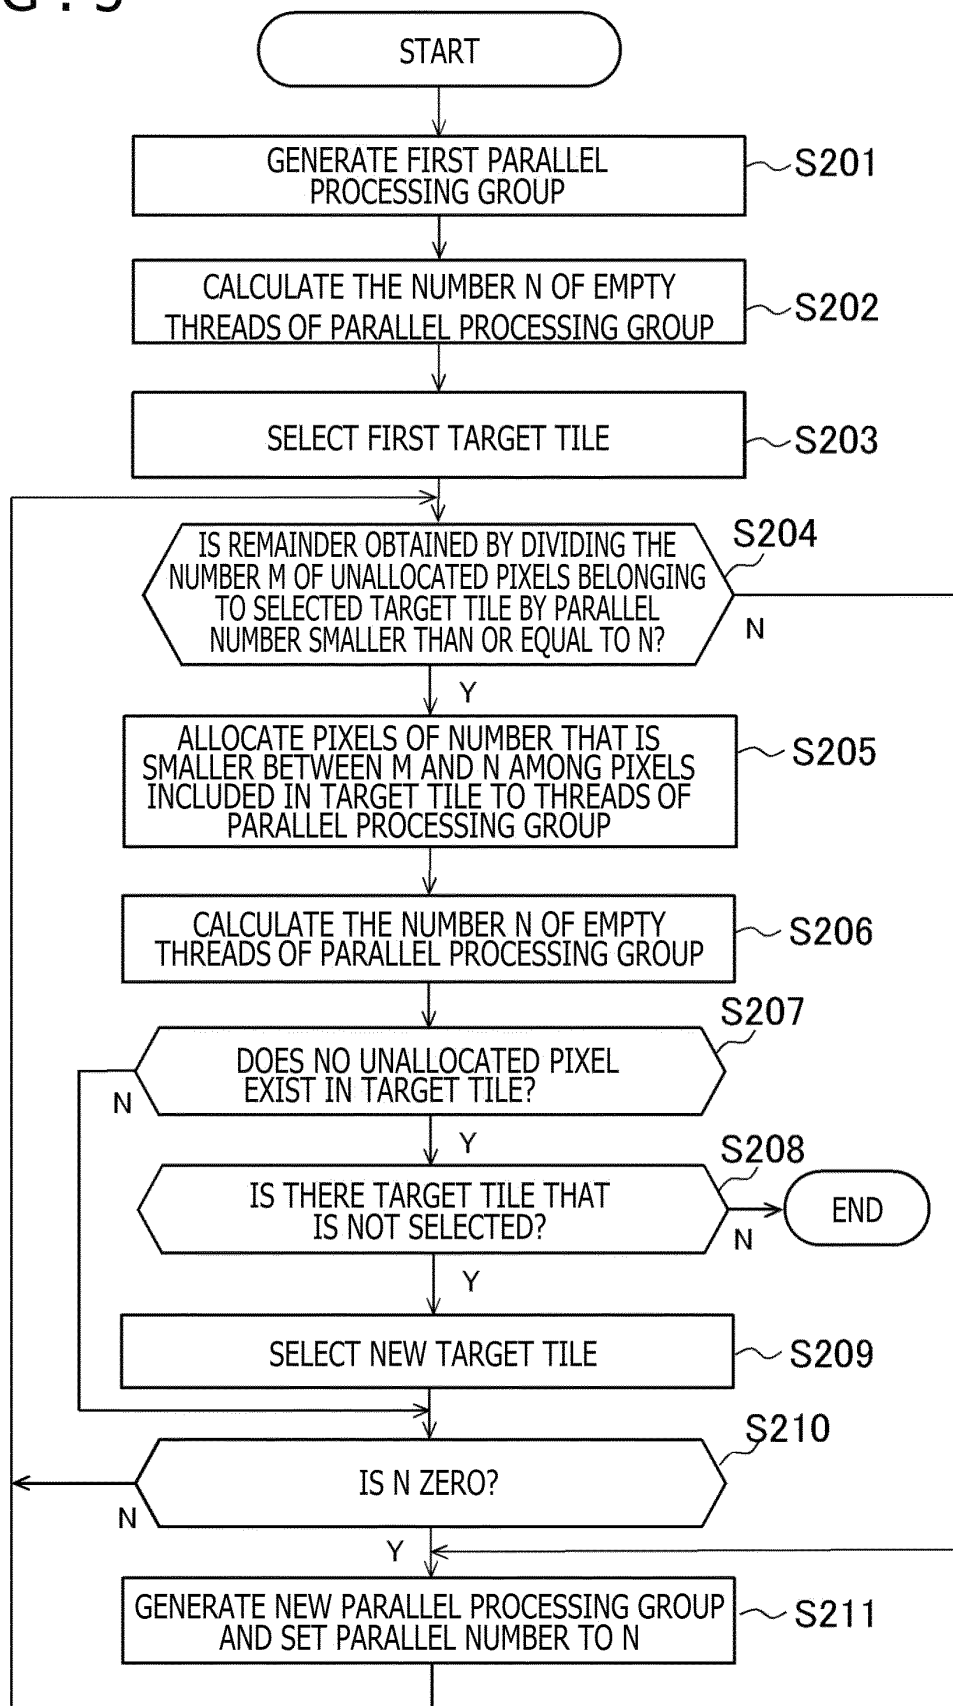 START
GENERATE FIRST PARALLEL
PROCESSING GROUP
S201
CALCULATE THE NUMBER N OF EMPTY
THREADS OF PARALLEL PROCESSING GROUP
S202
SELECT FIRST TARGET TILE
S203
IS REMAINDER OBTAINED BY DIVIDING THE
NUMBER M OF UNALLOCATED PIXELS BELONGING
TO SELECTED TARGET TILE BY PARALLEL
NUMBER SMALLER THAN OR EQUAL TO N?
S204
N
Y
ALLOCATE PIXELS OF NUMBER THAT IS
SMALLER BETWEEN M AND N AMONG PIXELS
INCLUDED IN TARGET TILE TO THREADS OF
PARALLEL PROCESSING GROUP
S205
CALCULATE THE NUMBER N OF EMPTY
THREADS OF PARALLEL PROCESSING GROUP
S206
DOES NO UNALLOCATED PIXEL
EXIST IN TARGET TILE?
S207
N
Y
IS THERE TARGET TILE THAT
IS NOT SELECTED?
S208
N
END
Y
SELECT NEW TARGET TILE
S209
IS N ZERO?
S210
N
Y
GENERATE NEW PARALLEL PROCESSING GROUP
AND SET PARALLEL NUMBER TO N
S211